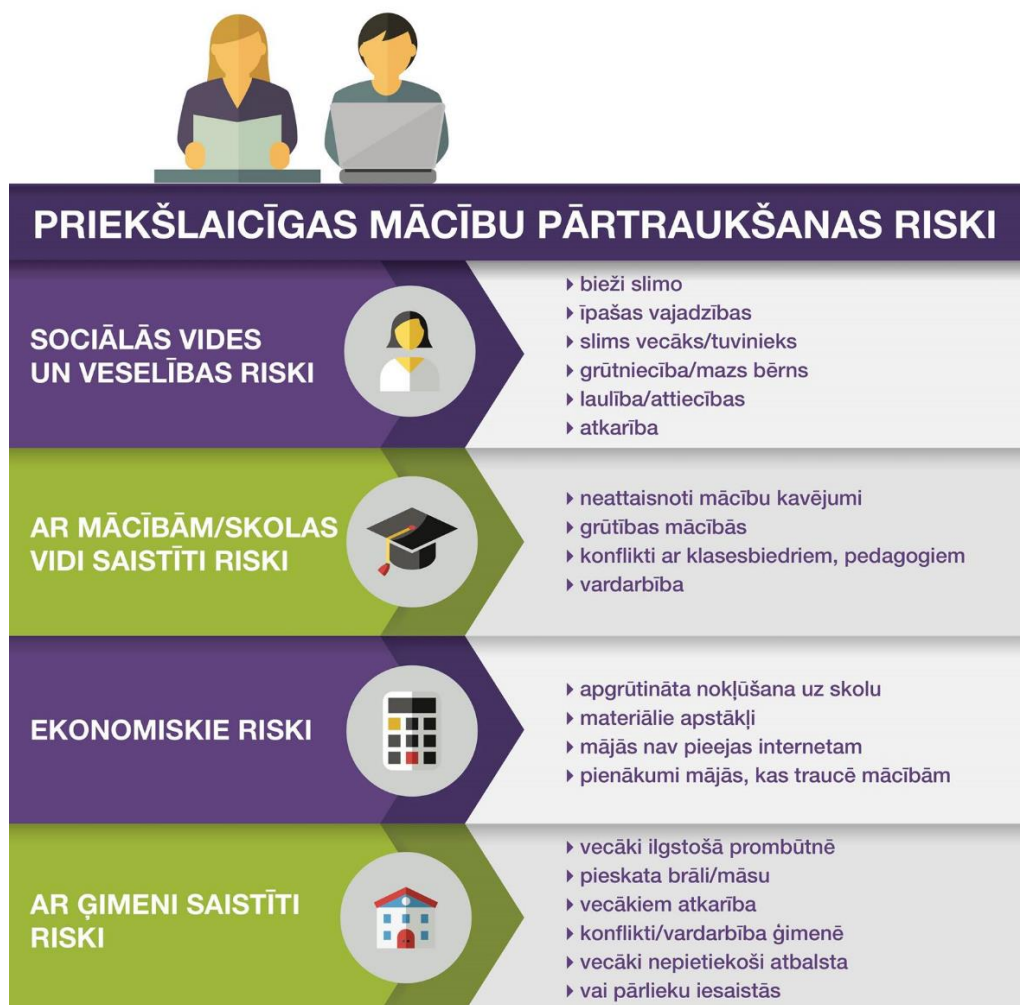 PRIEKŠLAICĪGAS MĀCĪBU PĀRTRAUKŠANAS RISKI
SOCIĀLĀS VIDES
UN VESELĪBAS RISKI
bieži slimo
īpašas vajadzības
slims vecāks/tuvinieks
grūtniecība/mazs bērns
laulība/attiecības
atkarība
AR MĀCĪBĀM/SKOLAS
VIDI SAISTĪTI RISKI
neattaisnoti mācību kavējumi
grūtības mācībās
konflikti ar klasesbiedriem, pedagogiem
vardarbība
EKONOMISKIE RISKI
apgrūtināta nokļūšana uz skolu
materiālie apstākļi
mājās nav pieejas internetam
pienākumi mājās, kas traucē mācībām
AR ĢIMENI SAISTĪTI
RISKI
vecāki ilgstošā prombūtnē
pieskata brāli/māsu
vecākiem atkarība
konflikti/vardarbība ģimenē
vecāki nepietiekoši atbalsta
vai pārlieku iesaistās